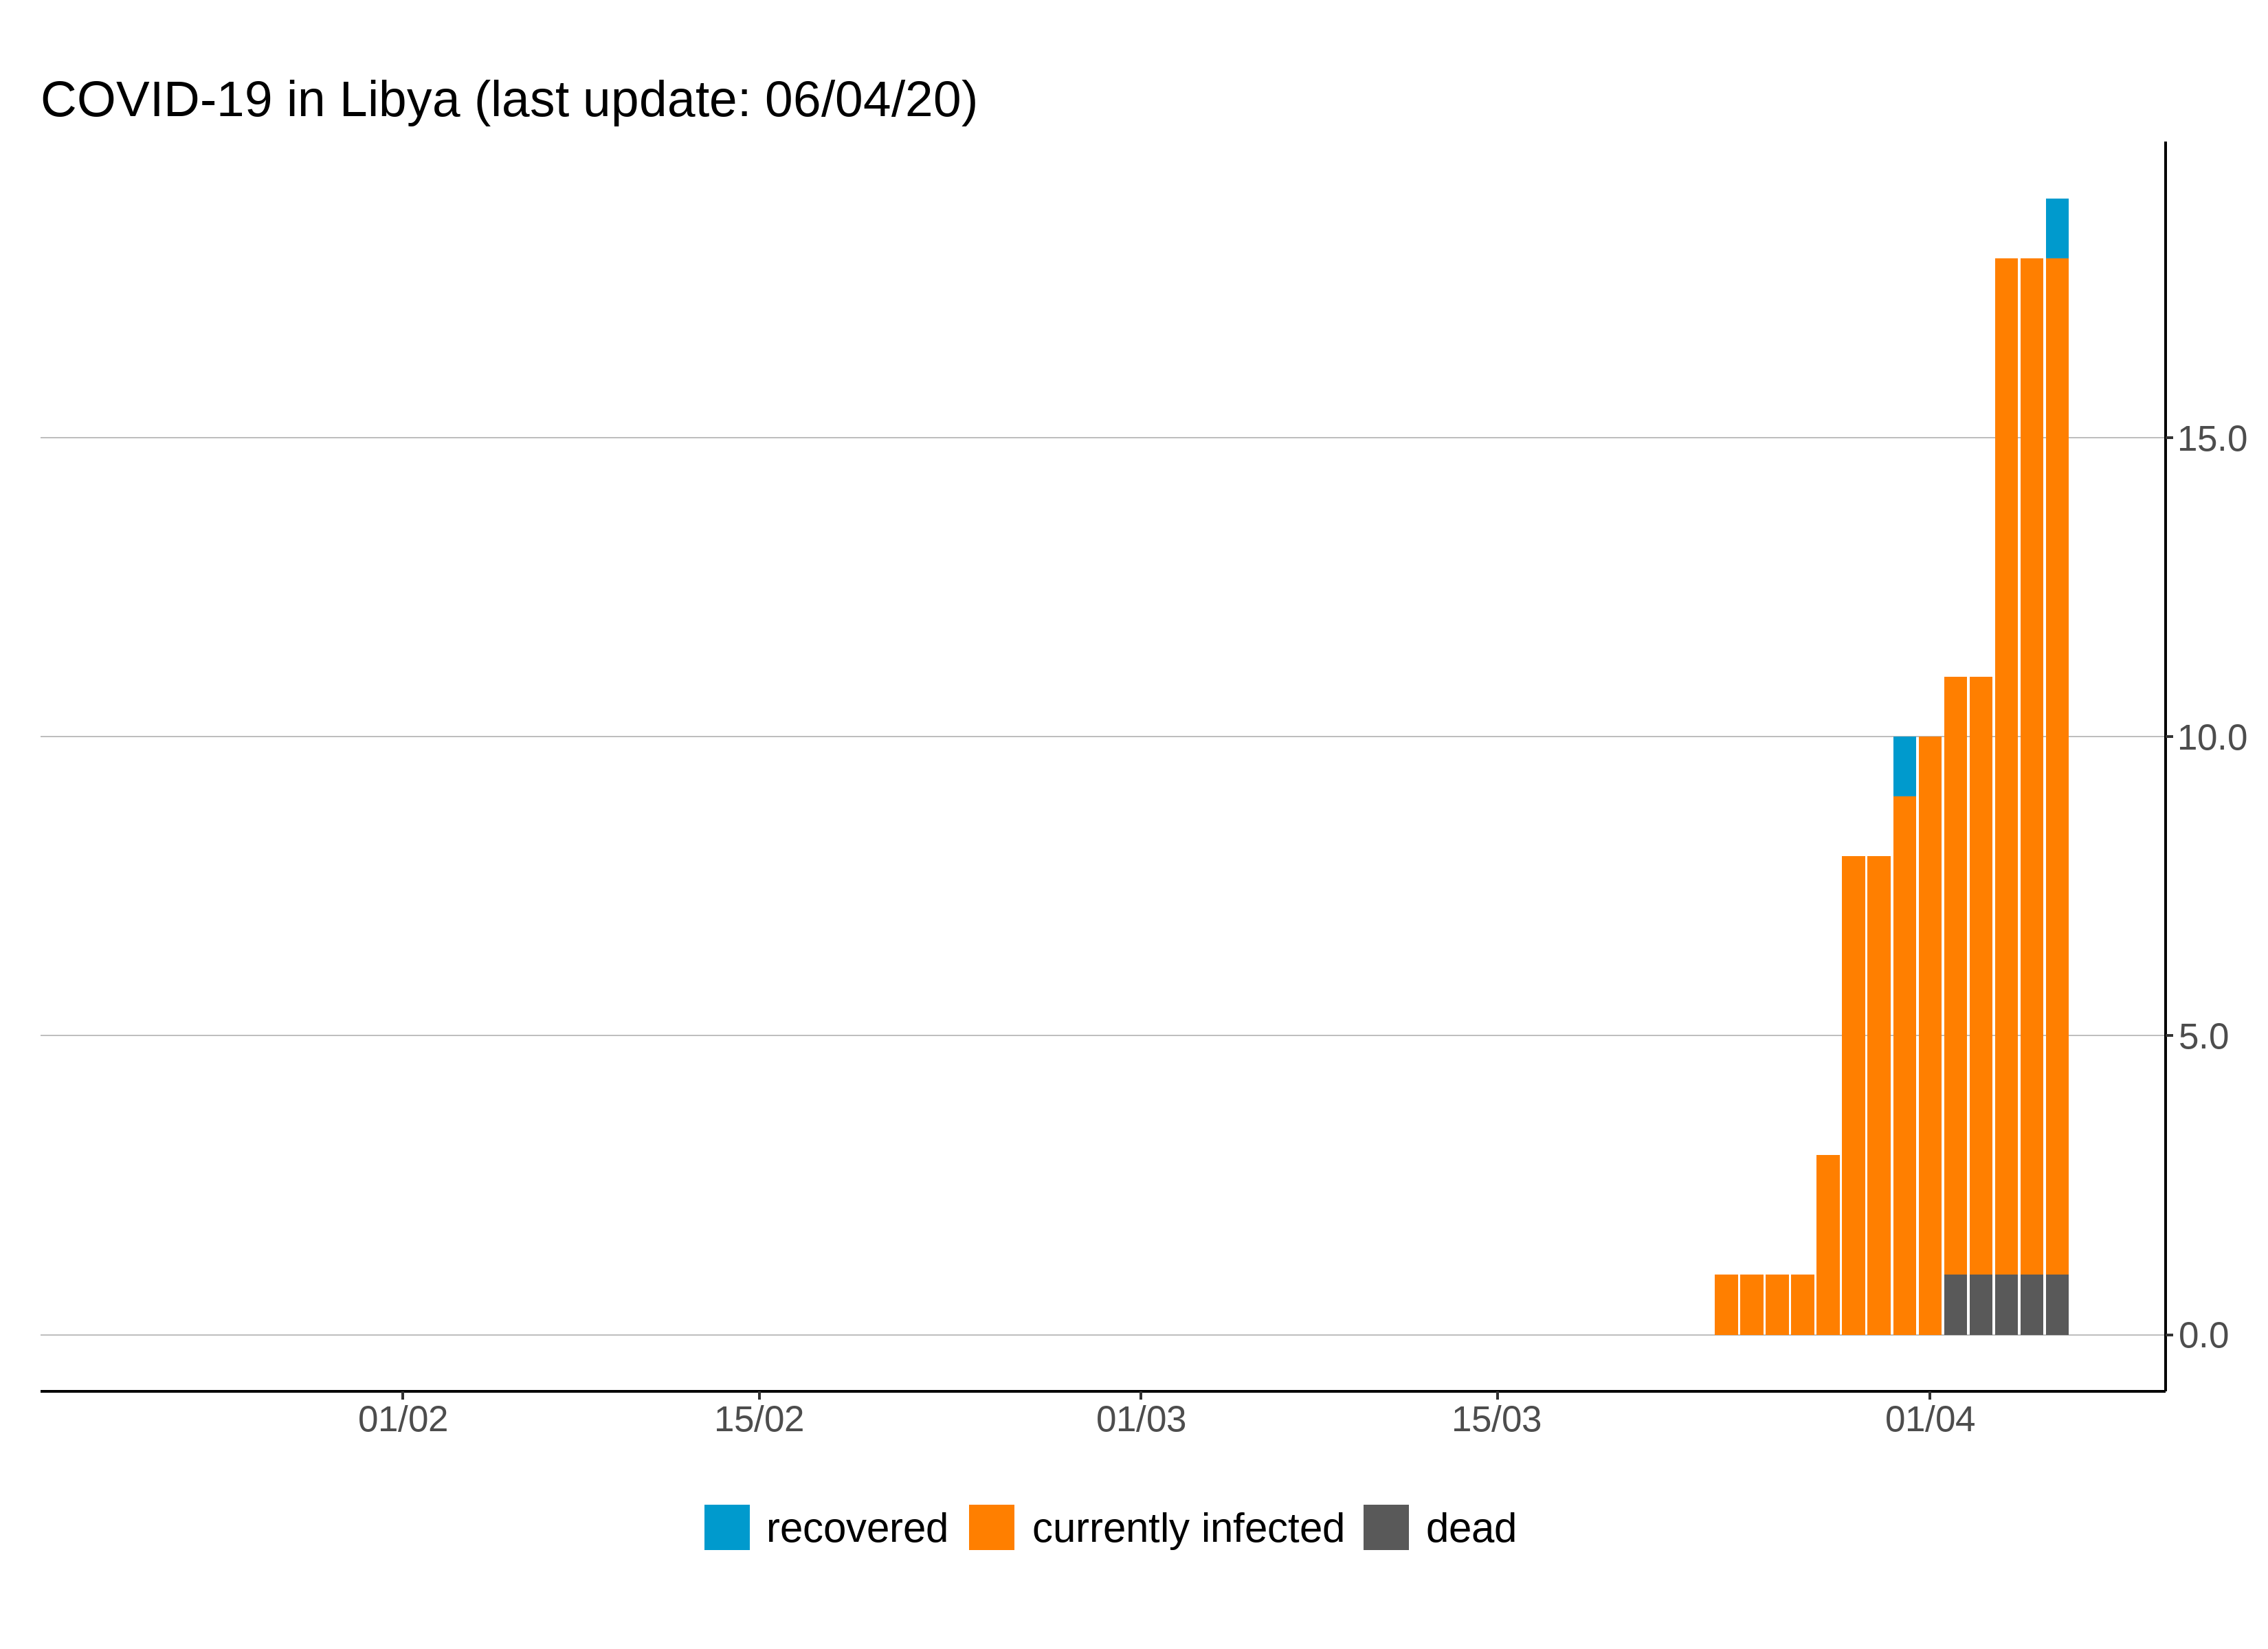 COVID-19 in Libya (last update: 06/04/20)
15.0
10.0
5.0
0.0
01/02 15/02 01/03 15/03 01/04
recovered currently infected dead